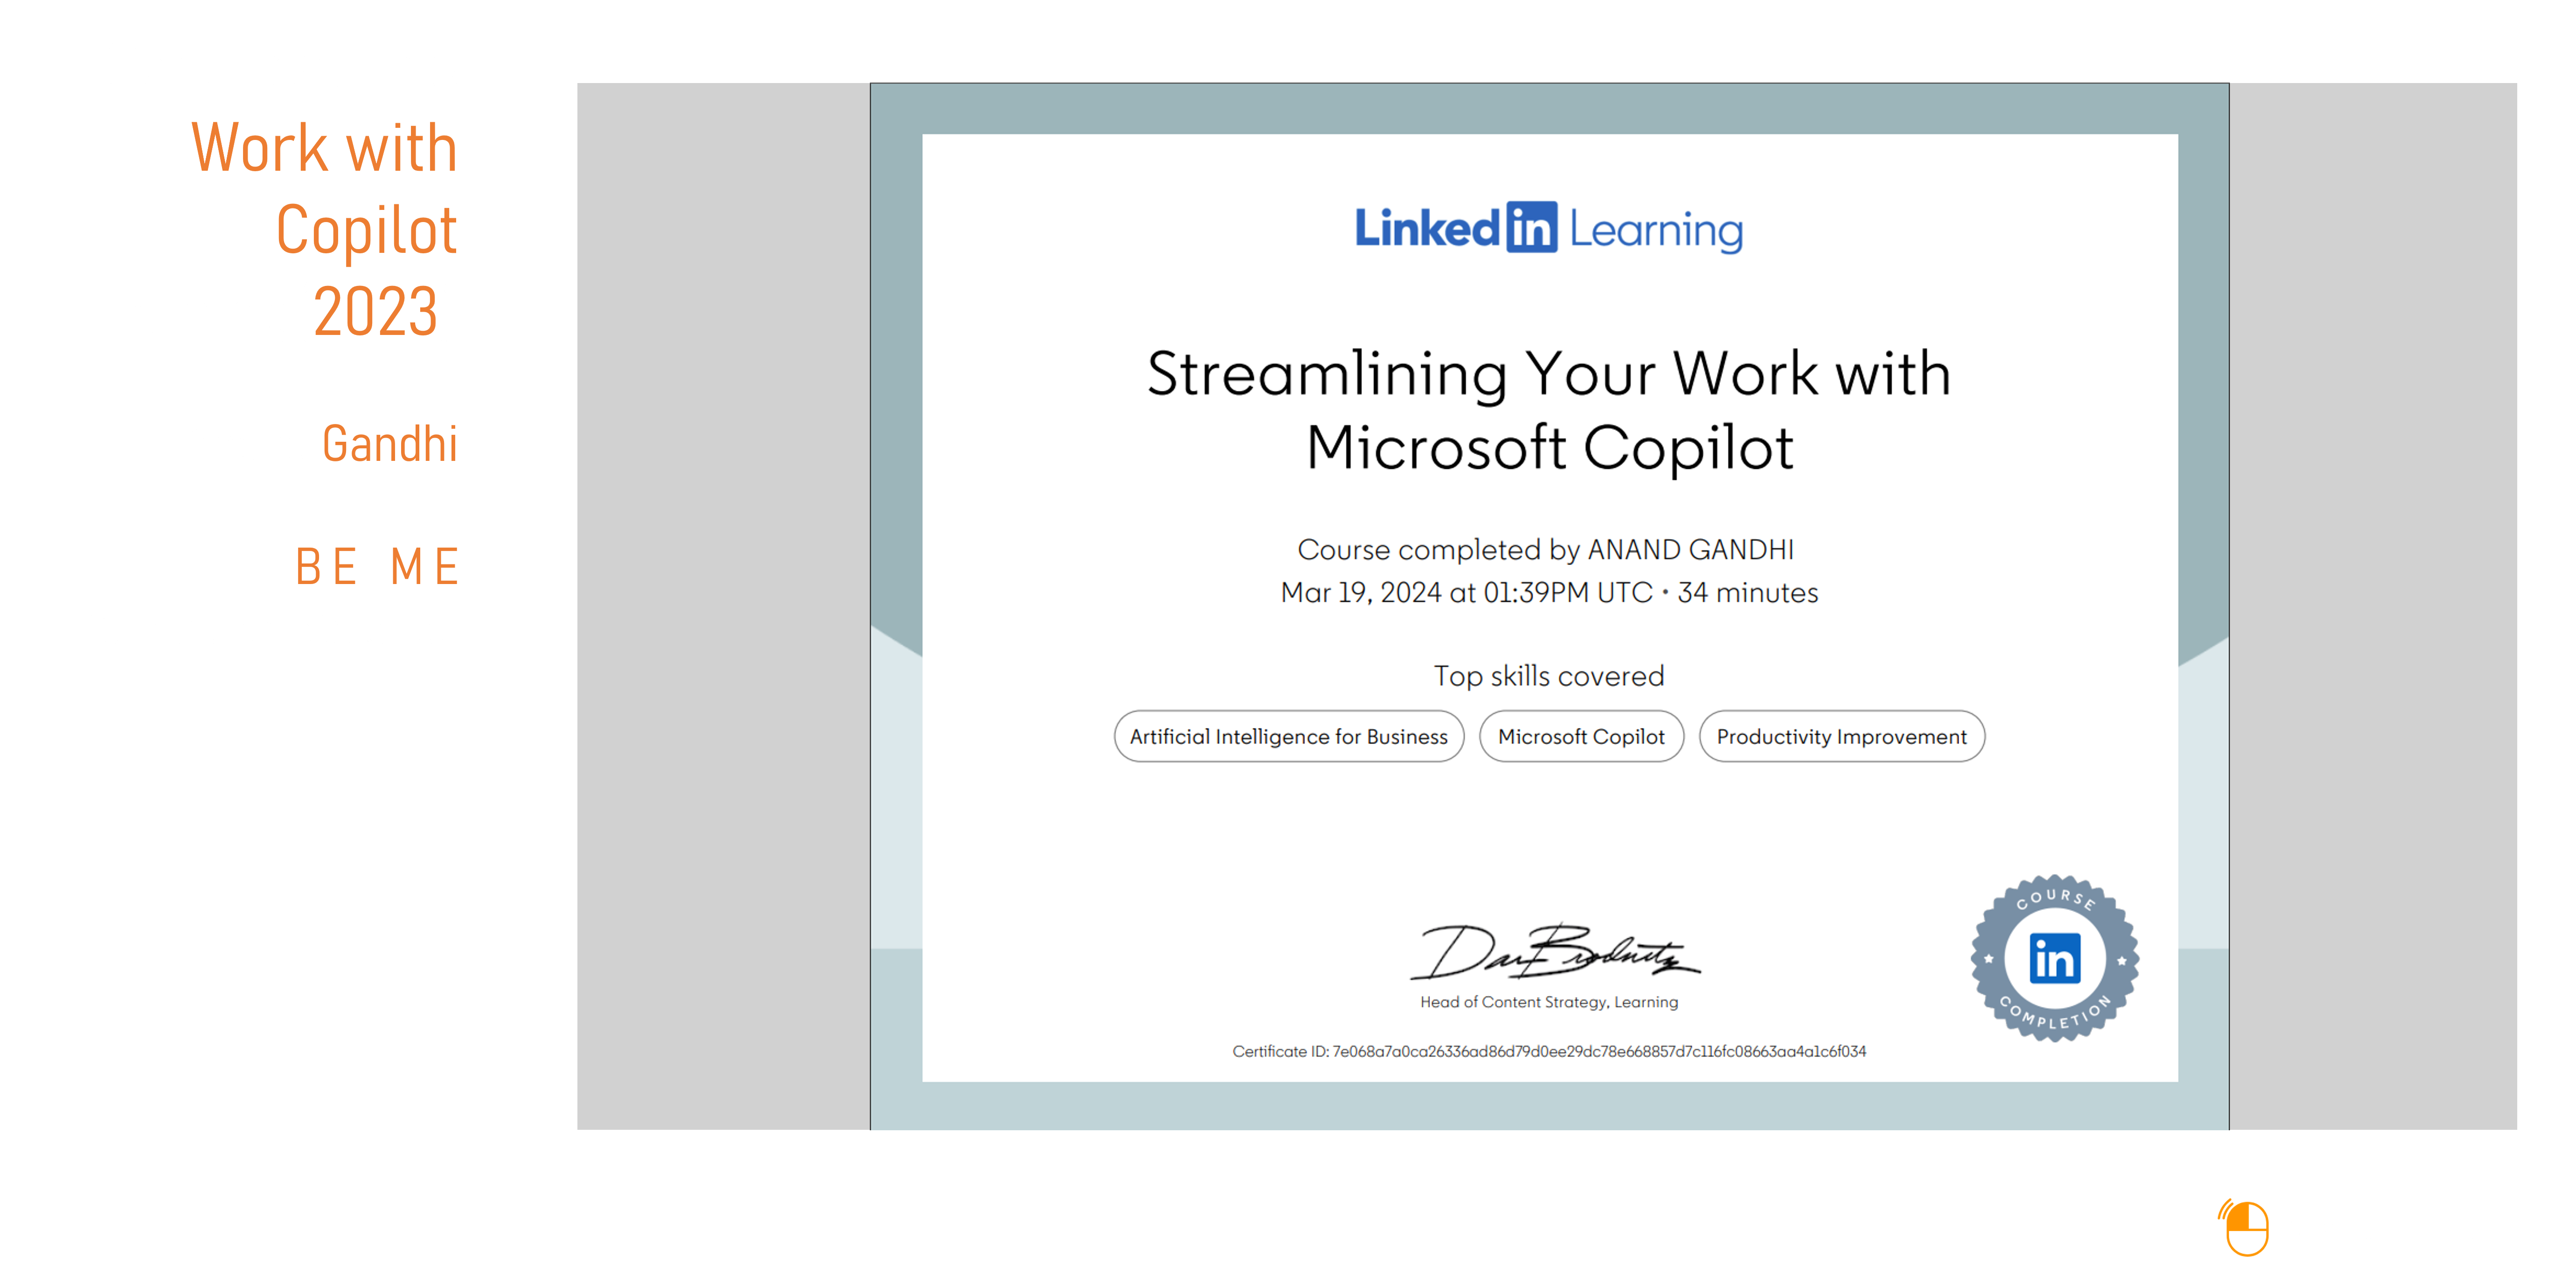 Work with
Copilot
2023
Gandhi
BE ME
Linked in Learning
Streamlining Your Work with
Microsoft Copilot
Course completed by ANAND GANDHI
Mar 19, 2024 at 01:39PM UTC • 34 minutes
Top skills covered
Artificial Intelligence for Business
Microsoft Copilot
Productivity Improvement
Head of Content Strategy, Learning
Certificate ID: 7e068a7a0ca26336ad86d79d0ee29dc78e668857d7c116fc08663aa4a1c6f034
COURSE
in
COMPLETION